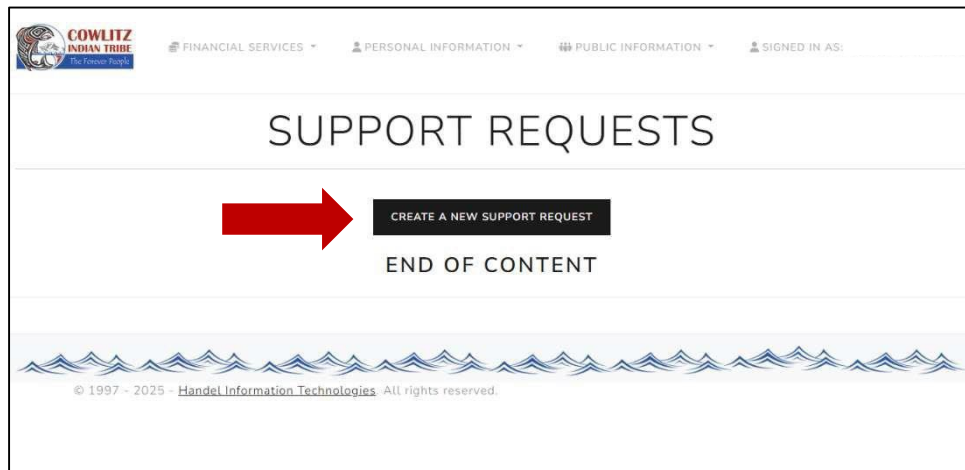 COWLITZ
INDIAN TRIBE
The Forever People
FINANCIAL SERVICES
PERSONAL INFORMATION
PUBLIC INFORMATION
SIGNED IN AS:
SUPPORT REQUESTS
CREATE A NEW SUPPORT REQUEST
END OF CONTENT
© 1997 - 2025 - Handel Information Technologies. All rights reserved.